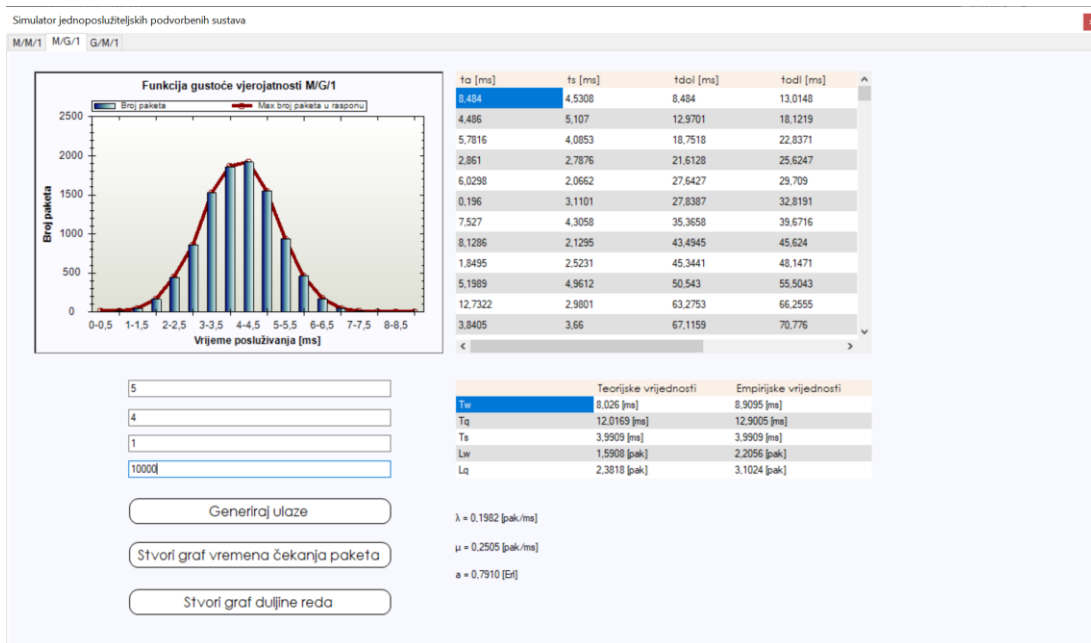 Simulator jednoposlužiteljskih podvorbenih sustava
M/M/1 M/G/1 G/M/1
Funkcija gustoće vjerojatnosti M/G/1
Broj paketa Max broj paketa u rasponu
2500
2000
1500
1000
500
0
Broj paketa
0-0,5 1-1,5 2-2,5 3-3,5 4-4,5 5-5,5 6-6,5 7-7,5 8-8,5
Vrijeme posluživanja [ms]
ta [ms] ts [ms] tdol [ms] todl [ms]
8,484 4,5308 8,484 13,0148
4,486 5,107 12,9701 18,1219
5,7816 4,0853 18,7518 22,8371
2,861 2,7876 21,6128 25,6247
6,0298 2,0662 27,6427 29,709
0,196 3,1101 27,8387 32,8191
7,527 4,3058 35,3658 39,6716
8,1286 2,1295 43,4945 45,624
1,8495 2,5231 45,3441 48,1471
5,1989 4,9612 50,543 55,5043
12,7322 2,9801 63,2753 66,2555
3,8405 3,66 67,1159 70,776
5
4
1
10000
Generiraj ulaze
Stvori graf vremena čekanja paketa
Stvori graf duljine reda
Teorijske vrijednosti Empirijske vrijednosti
Tw 8,026 [ms] 8,9095 [ms]
Tq 12,0169 [ms] 12,9005 [ms]
Ts 3,9909 [ms] 3,9909 [ms]
Lw 1,5908 [pak] 2,2056 [pak]
Lq 2,3818 [pak] 3,1024 [pak]
λ = 0,1982 [pak/ms]
μ = 0,2505 [pak/ms]
a = 0,7910 [Erl]